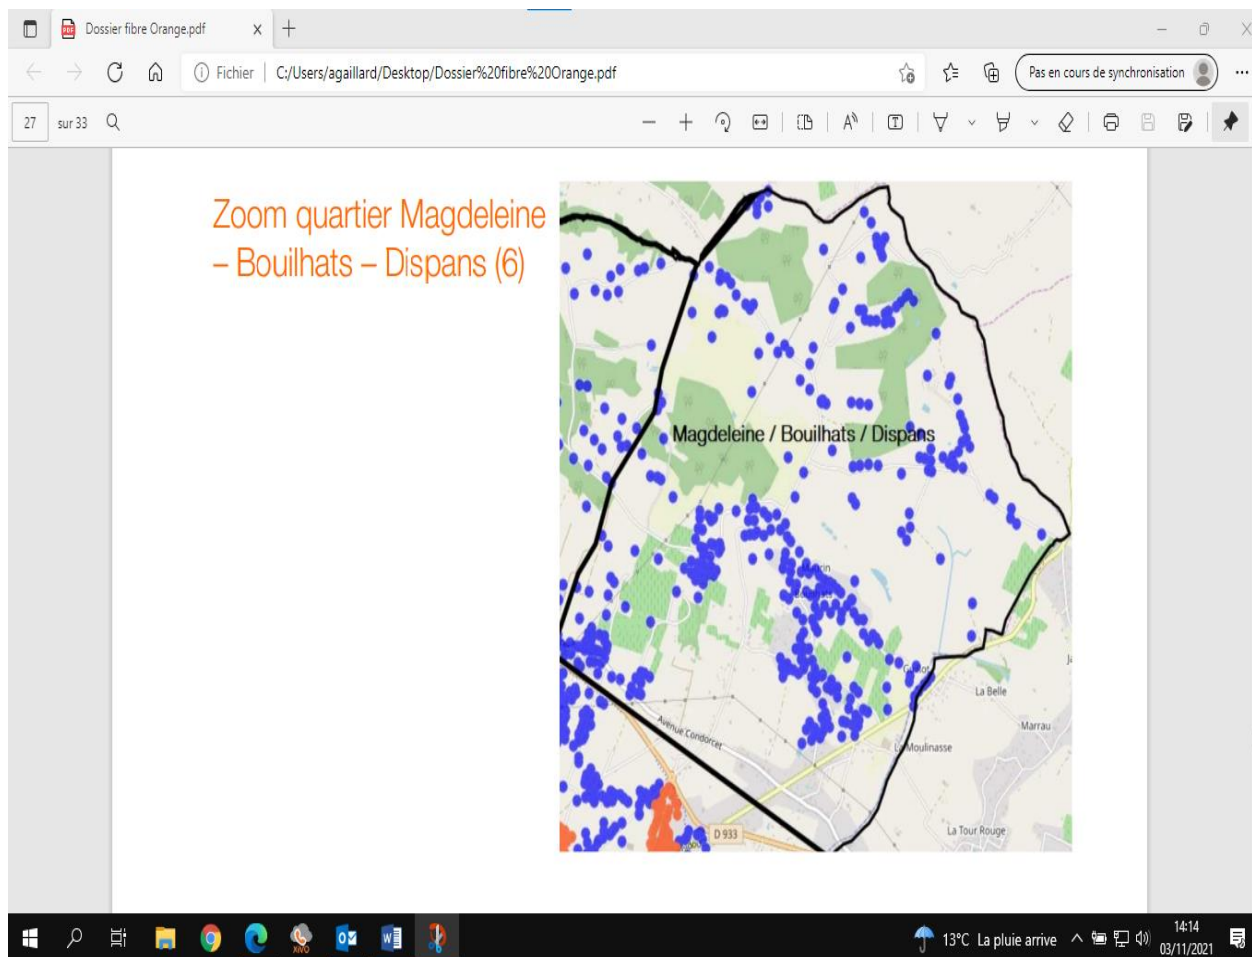 Dossier fibre Orange.pdf
Fichier
C:/Users/agaillard/Desktop/Dossier%20fibre%20Orange.pdf
Pas en cours de synchronisation
27 sur 33
Zoom quartier Magdeleine
– Bouilhats – Dispans (6)
Magdeleine / Bouilhats / Dispans
La Belle
Marrau
Avenue Condorcet
La Moulinasse
La Tour Rouge
D 933
13°C La pluie arrive
14:14
03/11/2021